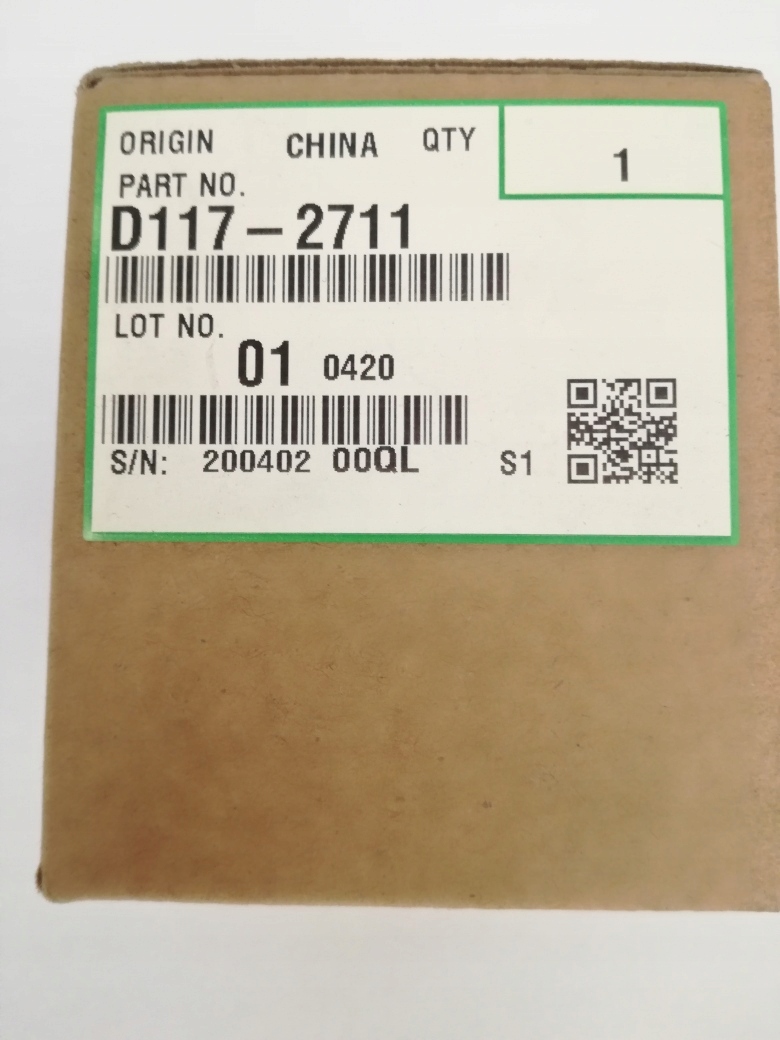 ORIGIN CHINA QTY 1
PART NO.
D117-2711
LOT NO.
01 0420
S/N: 200402 00QL S1